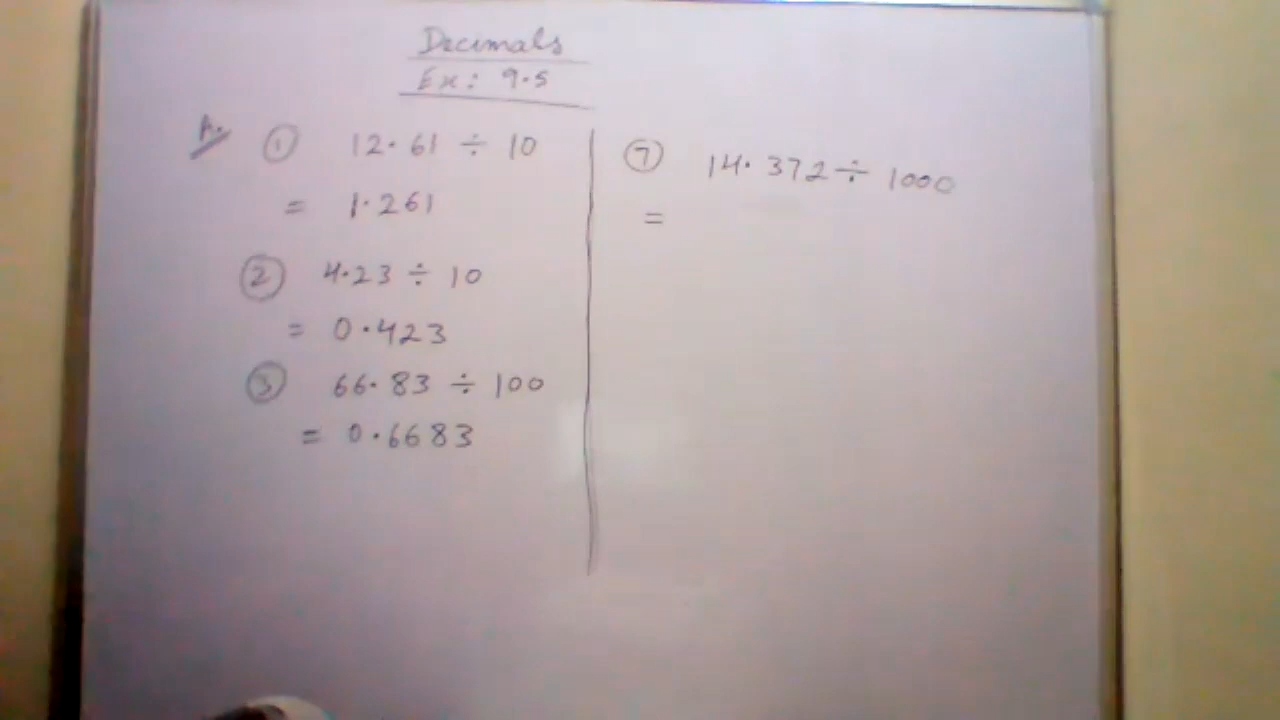 Decimals
Ex: 9.5
A. ① 12.61 ÷ 10
= 1.261
② 4.23 ÷ 10
= 0.423
③ 66.83 ÷ 100
= 0.6683
⑦ 14.372 ÷ 1000
=